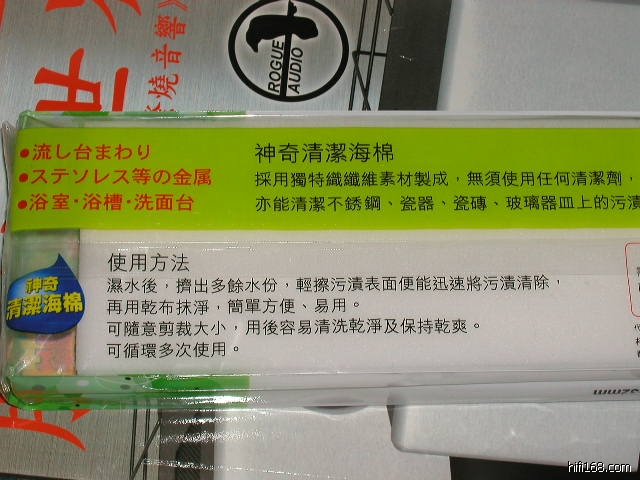 ROGUE
AUDIO
燒音響》
•流し台まわり
•ステソレス等の金属
•浴室・浴槽・洗面台
神奇清潔海棉
採用獨特纖纖維素材製成，無須使用任何清潔劑，
亦能清潔不銹鋼、瓷器、瓷磚、玻璃器皿上的污漬
神奇
清潔海棉
使用方法
濕水後，擠出多餘水份，輕擦污漬表面便能迅速將污漬清除，
再用乾布抹淨，簡單方便、易用。
可隨意剪裁大小，用後容易清洗乾淨及保持乾爽。
可循環多次使用。
hifi168.com